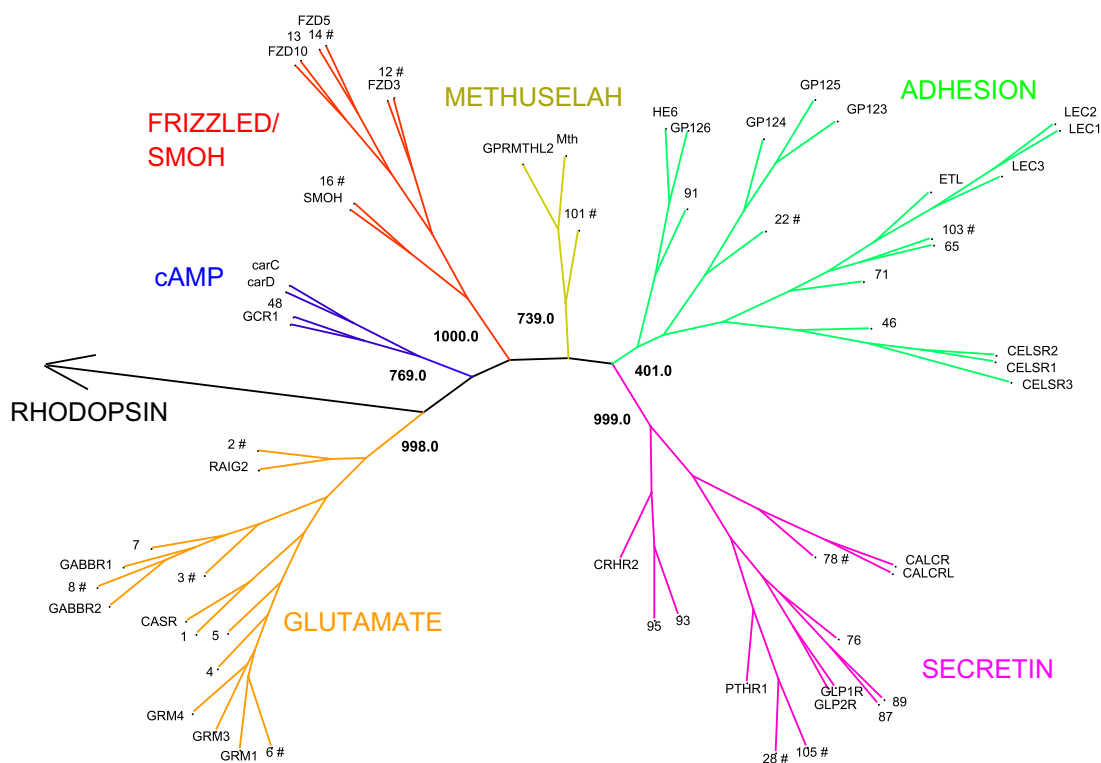 FZD5
13
14 #
FZD10
12 #
FZD3
FRIZZLED/
SMOH
16 #
SMOH
METHUSELAH
GPRMTHL2
Mth
101 #
739.0
1000.0
cAMP
carC
carD
48
GCR1
769.0
RHODOPSIN
998.0
ADHESION
HE6
GP126
91
GP124
GP125
GP123
22 #
LEC2
LEC1
LEC3
ETL
103 #
65
71
46
CELSR2
CELSR1
CELSR3
401.0
999.0
2 #
RAIG2
7
GABBR1
8 #
GABBR2
3 #
CASR
1
5
4
GRM4
GRM3
GRM1
6 #
GLUTAMATE
CRHR2
95
93
78 #
CALCR
CALCRL
76
SECRETIN
PTHR1
GLP1R
GLP2R
89
87
28 #
105 #